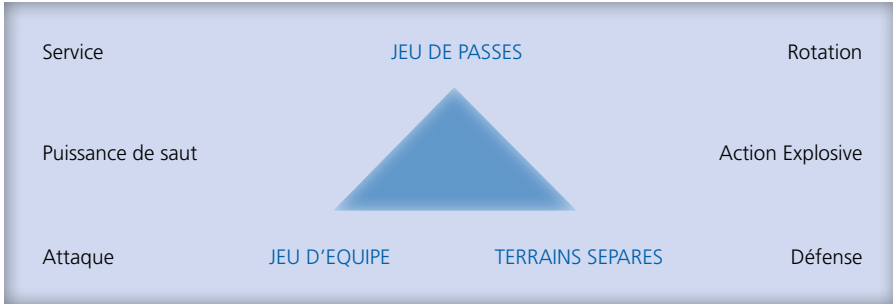 Service JEU DE PASSES Rotation
Puissance de saut Action Explosive
Attaque JEU D'EQUIPE TERRAINS SEPARES Défense